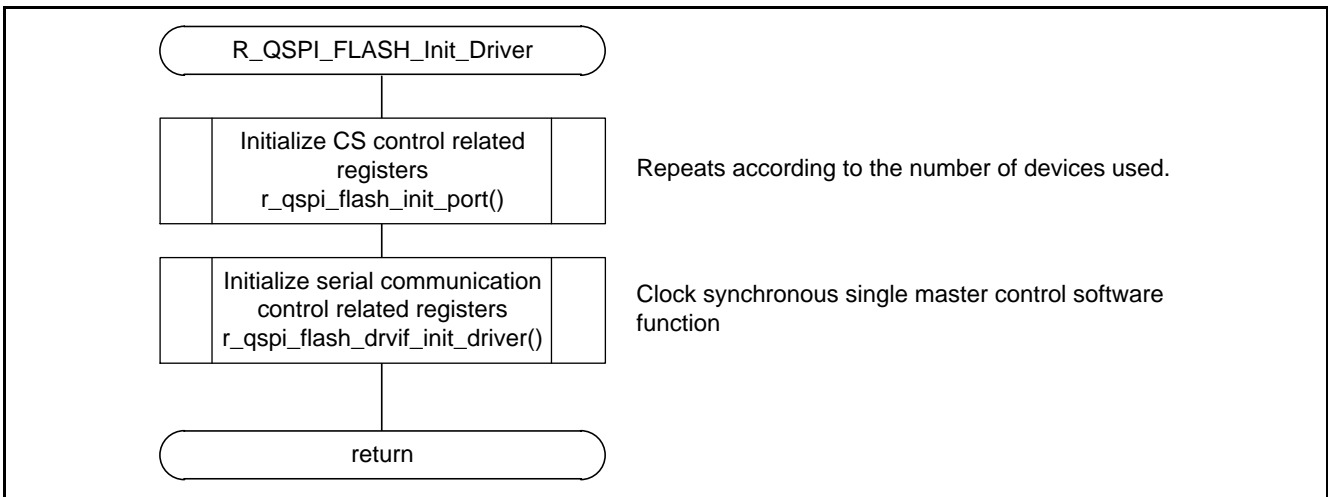 R_QSPI_FLASH_Init_Driver
Initialize CS control related
registers
r_qspi_flash_init_port()
Repeats according to the number of devices used.
Initialize serial communication
control related registers
r_qspi_flash_drvif_init_driver()
Clock synchronous single master control software
function
return